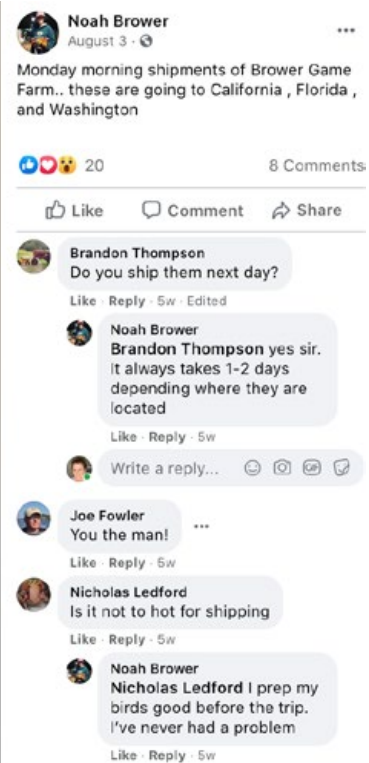 Noah Brower
August 3 ·
Monday morning shipments of Brower Game
Farm.. these are going to California , Florida ,
and Washington
20
8 Comments
Like
Comment
Share
Brandon Thompson
Do you ship them next day?
Like · Reply · 5w · Edited
Noah Brower
Brandon Thompson yes sir.
It always takes 1-2 days
depending where they are
located
Like · Reply · 5w
Write a reply...
GIF
Joe Fowler
You the man!
Like · Reply · 5w
Nicholas Ledford
Is it not to hot for shipping
Like · Reply · 5w
Noah Brower
Nicholas Ledford I prep my
birds good before the trip.
I've never had a problem
Like · Reply · 5w